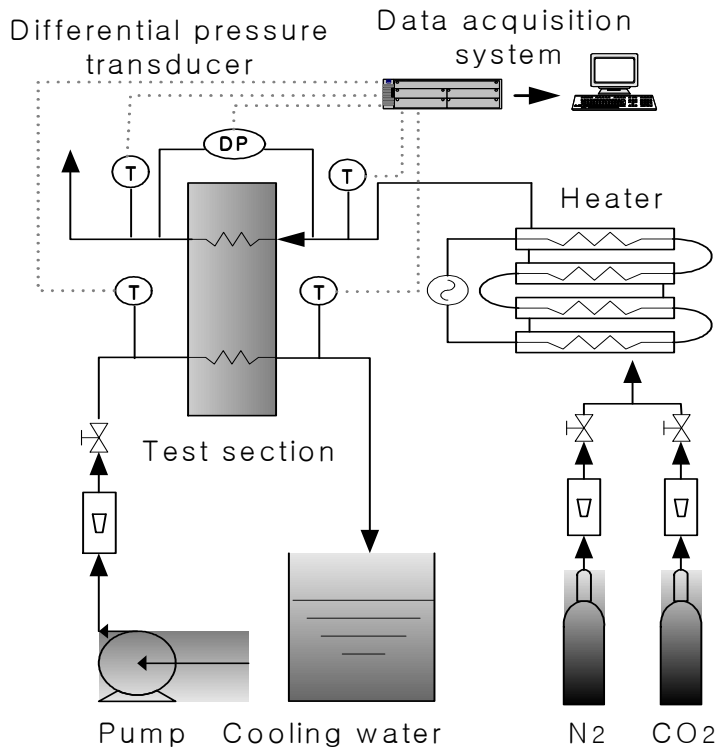 Differential pressure
transducer
Data acquisition
system
DP
T
T
Heater
T
T
Test section
Pump
Cooling water
N2
CO2